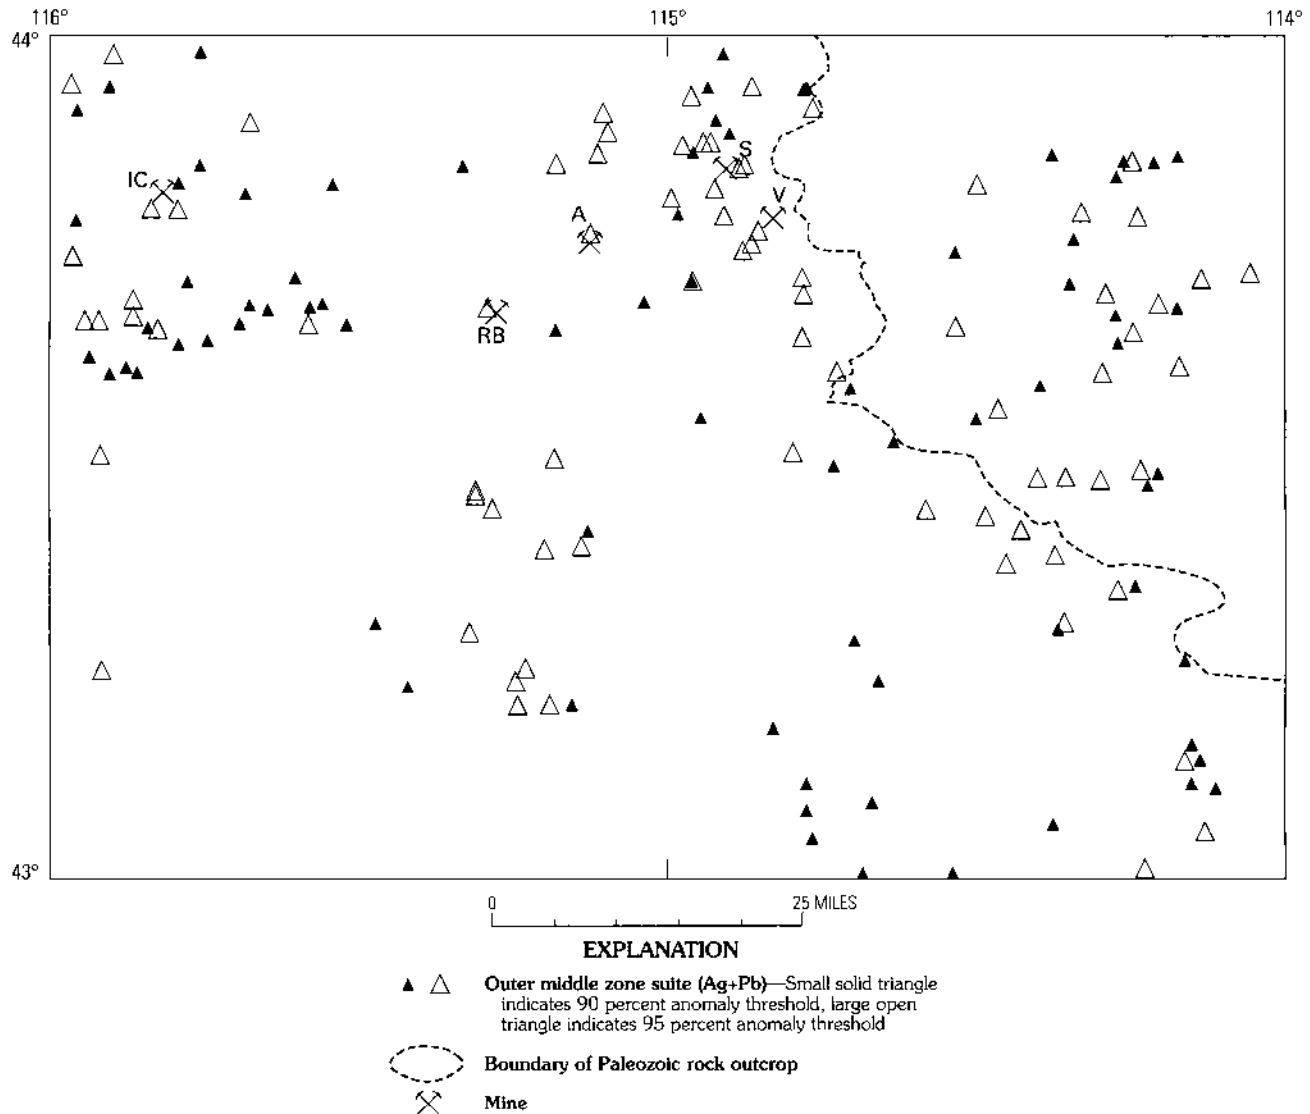 116°
115°
114°
44°
S
IC
V
A
RB
43°
0
25 MILES
EXPLANATION
Outer middle zone suite (Ag+Pb)—Small solid triangle
indicates 90 percent anomaly threshold, large open
triangle indicates 95 percent anomaly threshold
Boundary of Paleozoic rock outcrop
Mine